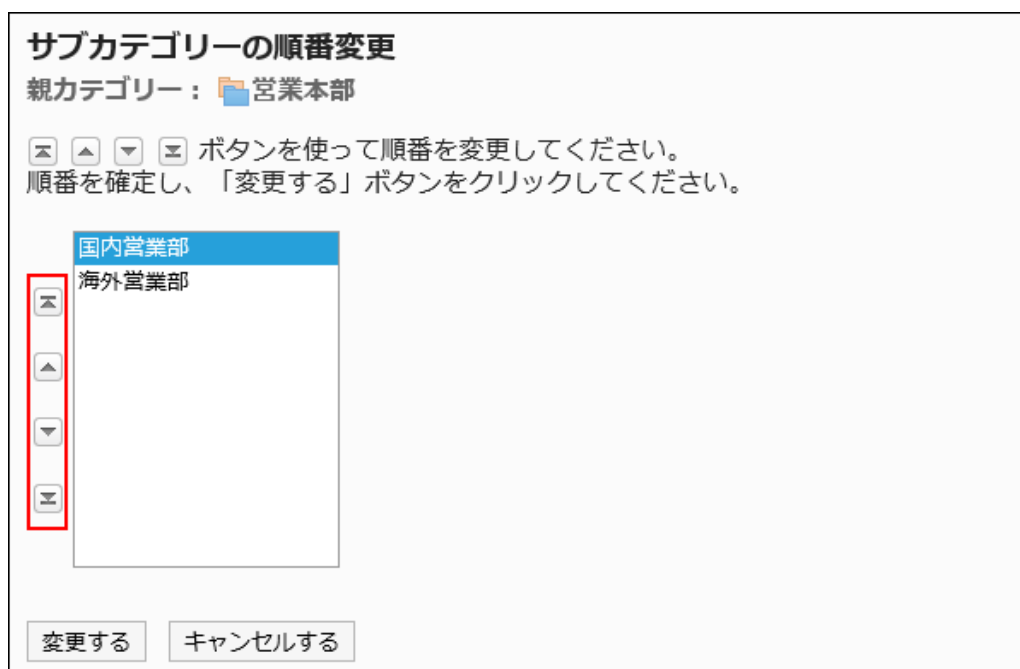 サブカテゴリーの順番変更
親カテゴリー： 営業本部
ボタンを使って順番を変更してください。
順番を確定し、「変更する」ボタンをクリックしてください。
国内営業部
海外営業部
変更する キャンセルする